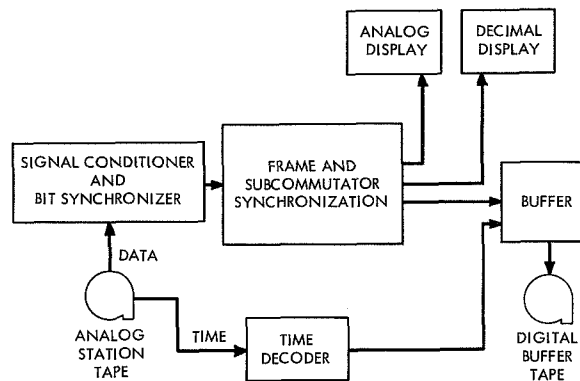 ANALOG
DISPLAY
DECIMAL
DISPLAY
SIGNAL CONDITIONER
AND
BIT SYNCHRONIZER
FRAME AND
SUBCOMMUTATOR
SYNCHRONIZATION
BUFFER
DATA
ANALOG
STATION
TAPE
TIME
TIME
DECODER
DIGITAL
BUFFER
TAPE